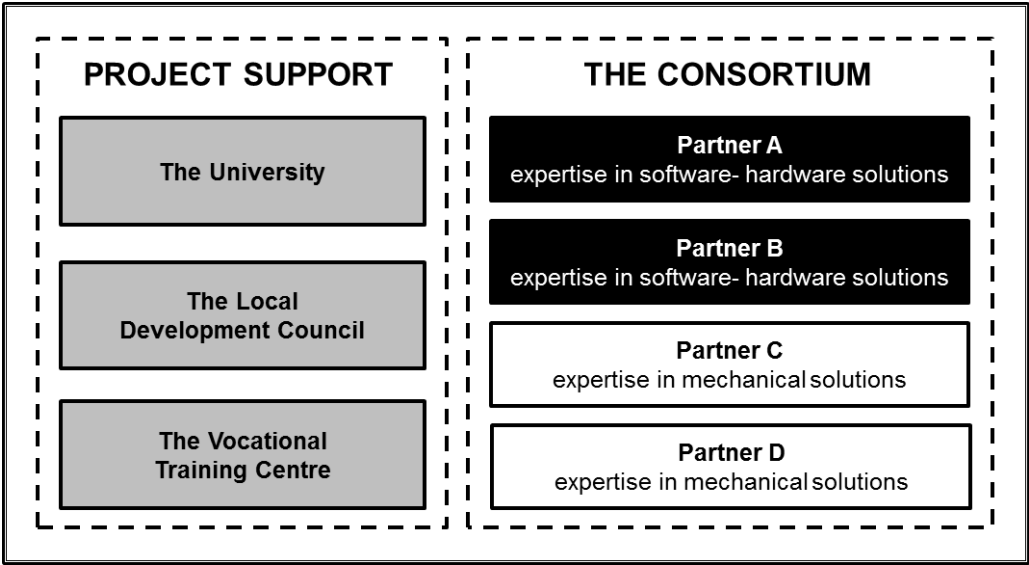 PROJECT SUPPORT
The University
The Local
Development Council
The Vocational
Training Centre
THE CONSORTIUM
Partner A
expertise in software- hardware solutions
Partner B
expertise in software- hardware solutions
Partner C
expertise in mechanical solutions
Partner D
expertise in mechanical solutions